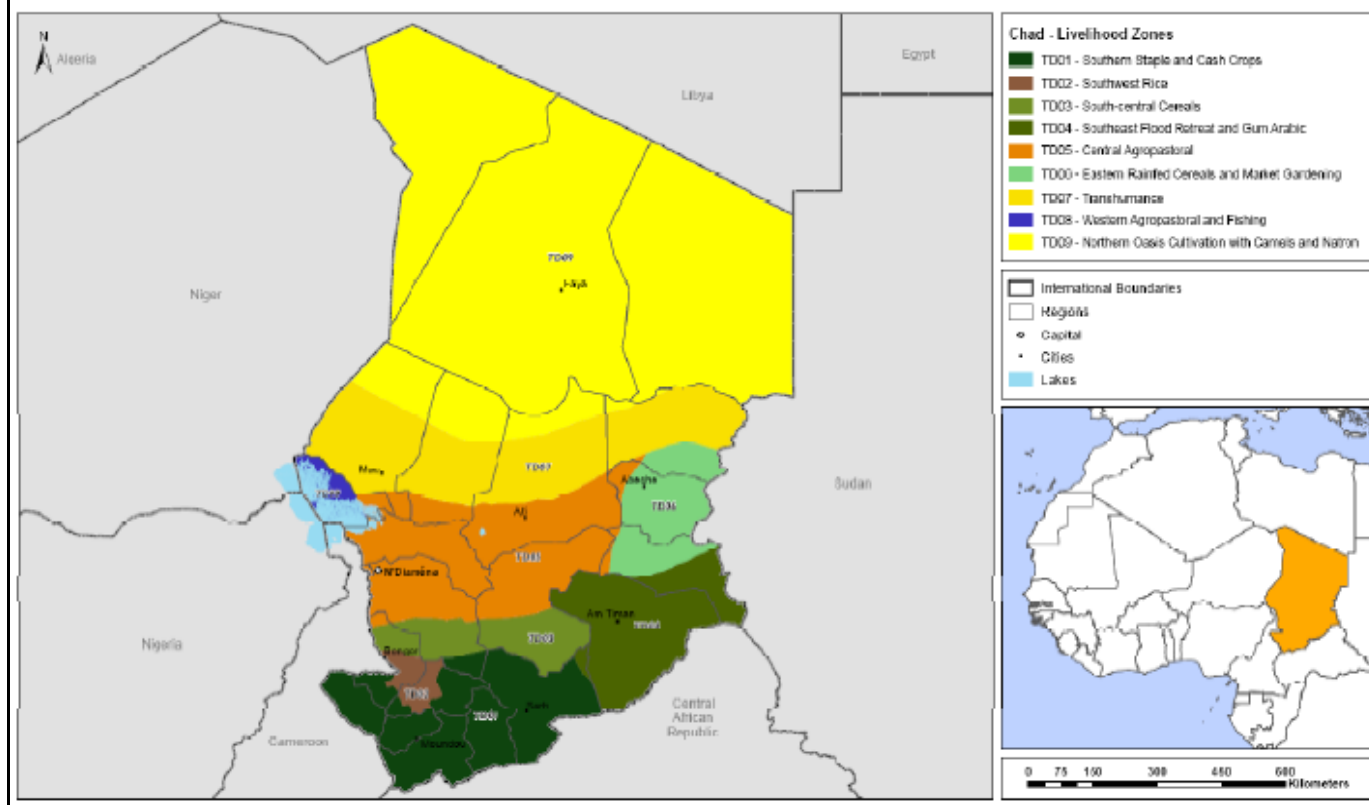 N
Algeria
Libya
Egypt
Niger
Sudan
Nigeria
Cameroon
Central
African
Republic
TD09
Mao
TD07
Abeche
Ati
TD06
N'Djaména
Am Timan
TD03
Bongor
TD02
Sarh
TD01
Moundou
Chad - Livelihood Zones
TD01 - Southern Staple and Cash Crops
TD02 - Southwest Rice
TD03 - South-central Cereals
TD04 - Southeast Flood Retreat and Gum Arabic
TD05 - Central Agropastoral
TD06 - Eastern Rainfed Cereals and Market Gardening
TD07 - Transhumance
TD08 - Western Agropastoral and Fishing
TD09 - Northern Oasis Cultivation with Camels and Natron
International Boundaries
Regions
Capital
Cities
Lakes
0 75 150 300 450 600
Kilometers